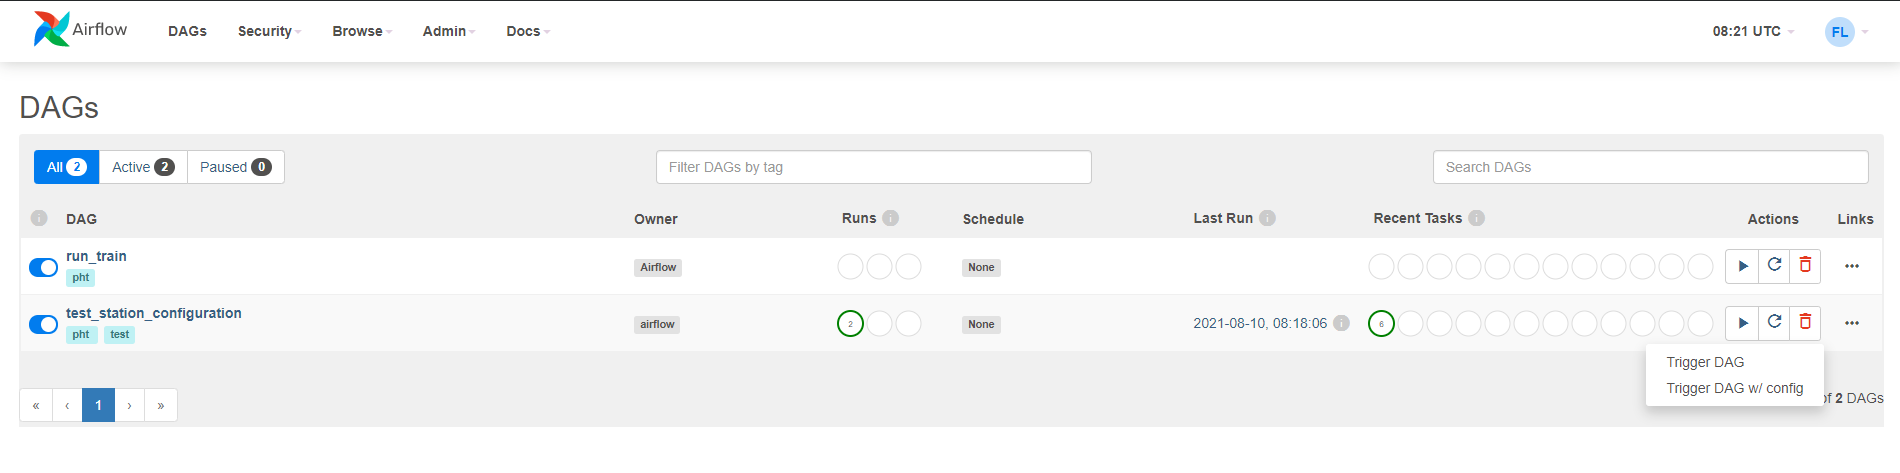 Airflow DAGs Security Browse Admin Docs 08:21 UTC FL
DAGs
All 2 Active 2 Paused 0 Filter DAGs by tag Search DAGs
i DAG Owner Runs i Schedule Last Run i Recent Tasks i Actions Links
run_train
pht Airflow None
test_station_configuration
pht test airflow 2 None 2021-08-10, 08:18:06 i 6
Trigger DAG
Trigger DAG w/ config
« ‹ 1 › » of 2 DAGs